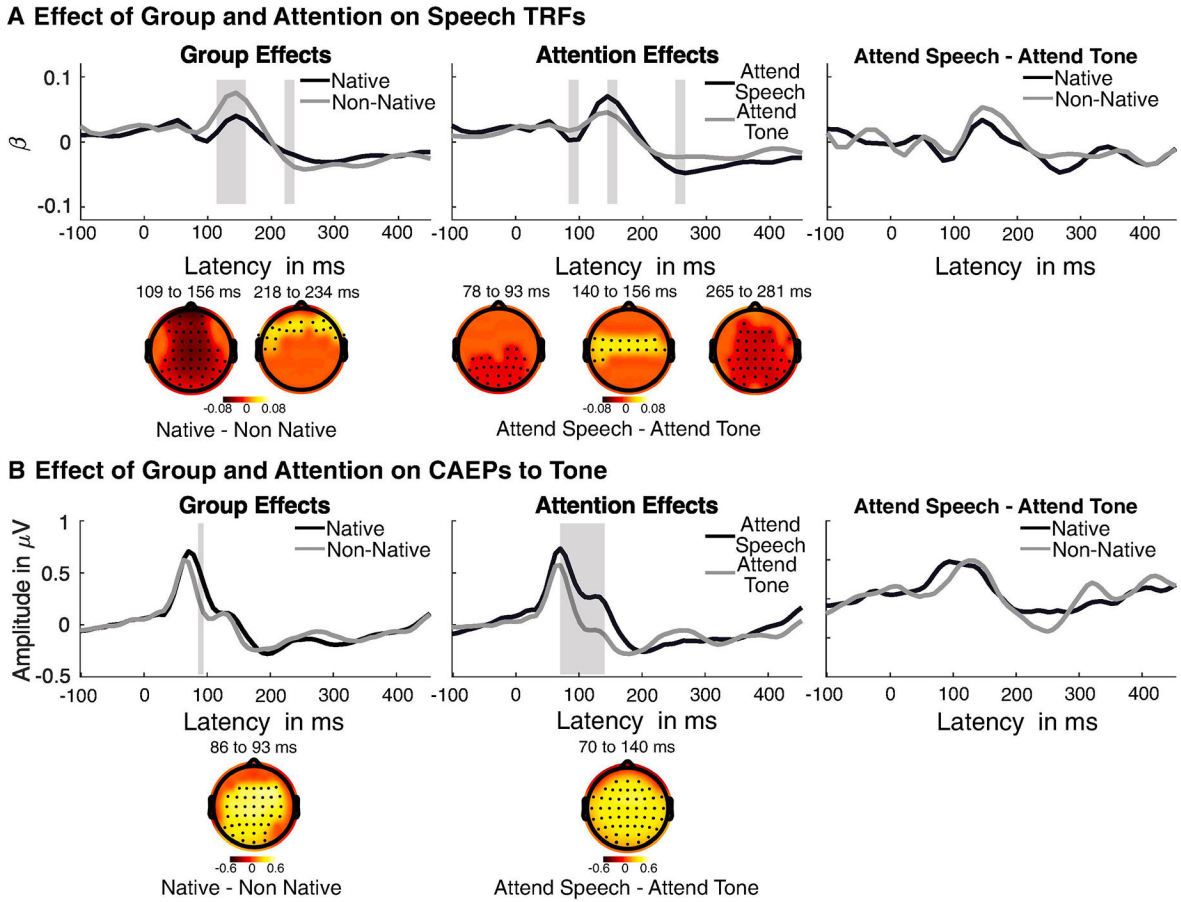 A Effect of Group and Attention on Speech TRFs
Group Effects
Attention Effects
Attend Speech - Attend Tone
0.1
0
-0.1
β
Native
Non-Native
Attend
Speech
Attend
Tone
Native
Non-Native
-100 0 100 200 300 400
-100 0 100 200 300 400
-100 0 100 200 300 400
Latency in ms
Latency in ms
Latency in ms
109 to 156 ms
218 to 234 ms
78 to 93 ms
140 to 156 ms
265 to 281 ms
-0.08 0 0.08
-0.08 0 0.08
Native - Non Native
Attend Speech - Attend Tone
B Effect of Group and Attention on CAEPs to Tone
Group Effects
Attention Effects
Attend Speech - Attend Tone
1
0.5
0
-0.5
Amplitude in μV
Native
Non-Native
Attend
Speech
Attend
Tone
Native
Non-Native
-100 0 100 200 300 400
-100 0 100 200 300 400
-100 0 100 200 300 400
Latency in ms
Latency in ms
Latency in ms
86 to 93 ms
70 to 140 ms
-0.6 0 0.6
-0.6 0 0.6
Native - Non Native
Attend Speech - Attend Tone